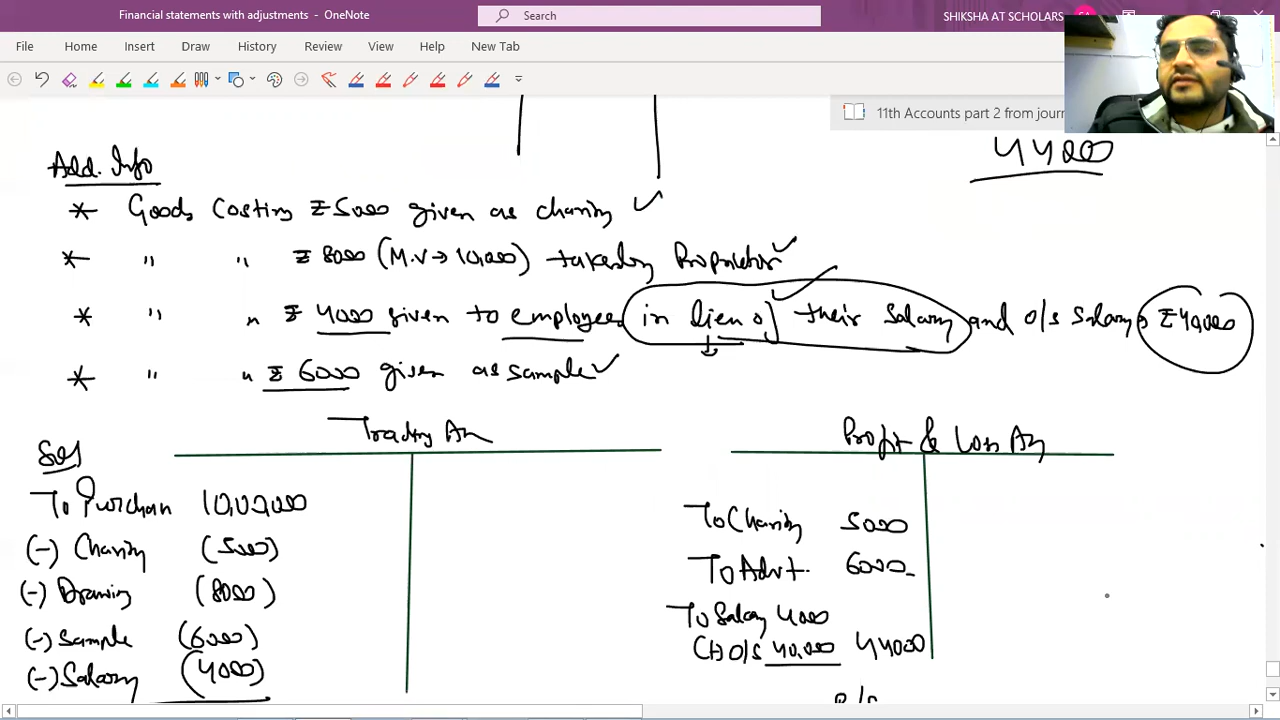 Financial statements with adjustments - OneNote
Search
SHIKSHA AT SCHOLARS
File Home Insert Draw History Review View Help New Tab
11th Accounts part 2 from jour
44000
Add. Info
* Goods Costing ₹5000 given as charity ✓
* " " ₹ 8000 (M.V → 10,000) taken by Proprietor ✓
* " " ₹ 4000 given to employees in lieu of their Salary and o/s Salary ₹40,000
* " " ₹ 6000 given as sample ✓
Trading A/c
Profit & Loss A/c
Sol
To Purchase 10,00,000
(-) Charity (5000)
(-) Drawing (8000)
(-) Sample (6000)
(-) Salary (4000)
To Charity 5000
To Advt. 6000
To Salary 4000
(+) O/s 40,000 44000
B/S